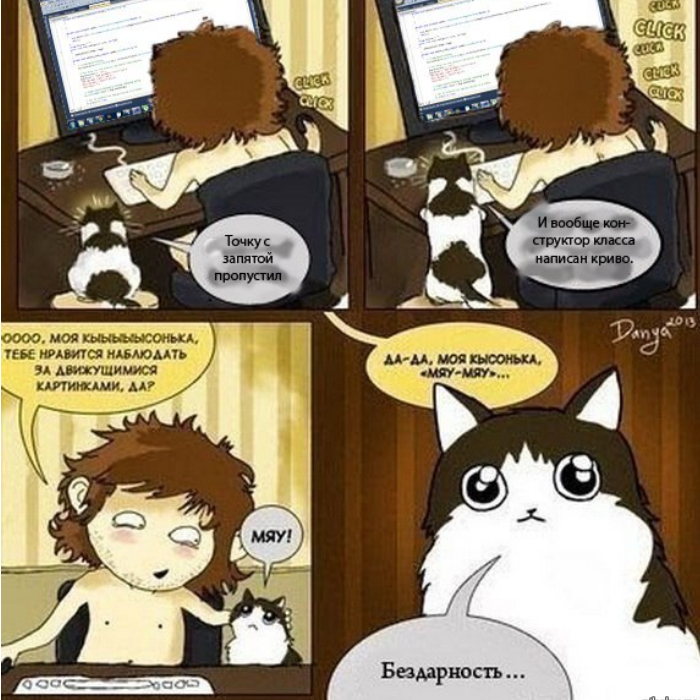 CLICK
CLICK
Точку с
запятой
пропустил
CLICK
CLICK
CLICK
CLICK
CLICK
И вообще кон-
структор класса
написан криво.
ОООО, МОЯ КЫЫЫЫЫСОНЬКА,
ТЕБЕ НРАВИТСЯ НАБЛЮДАТЬ
ЗА ДВИЖУЩИМИСЯ
КАРТИНКАМИ, ДА?
МЯУ!
Danya 2013
ДА-ДА, МОЯ КЫСОНЬКА,
«МЯУ-МЯУ»...
Бездарность...